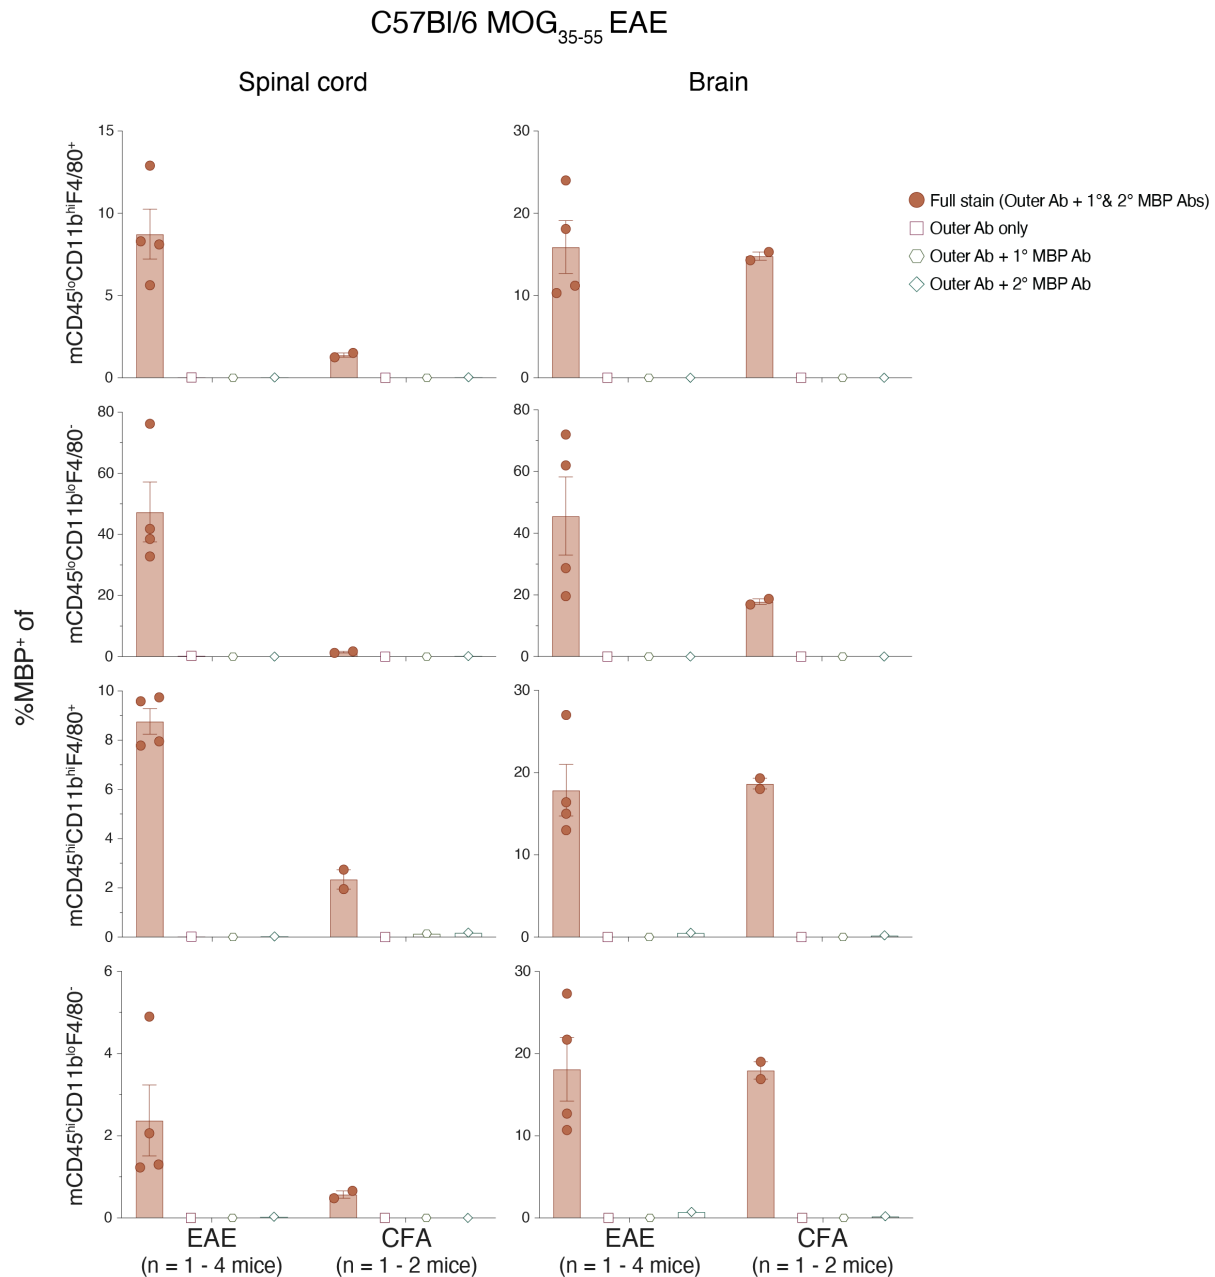 C57Bl/6 MOG35-55 EAE
Spinal cord
Brain
%MBP+ of
mCD45loCD11bhiF4/80+
15
10
5
0
30
20
10
0
Full stain (Outer Ab + 1°& 2° MBP Abs)
Outer Ab only
Outer Ab + 1° MBP Ab
Outer Ab + 2° MBP Ab
mCD45loCD11bloF4/80-
80
60
40
20
0
80
60
40
20
0
mCD45hiCD11bhiF4/80+
10
8
6
4
2
0
30
20
10
0
mCD45hiCD11bloF4/80-
6
4
2
0
30
20
10
0
EAE
(n = 1 - 4 mice)
CFA
(n = 1 - 2 mice)
EAE
(n = 1 - 4 mice)
CFA
(n = 1 - 2 mice)